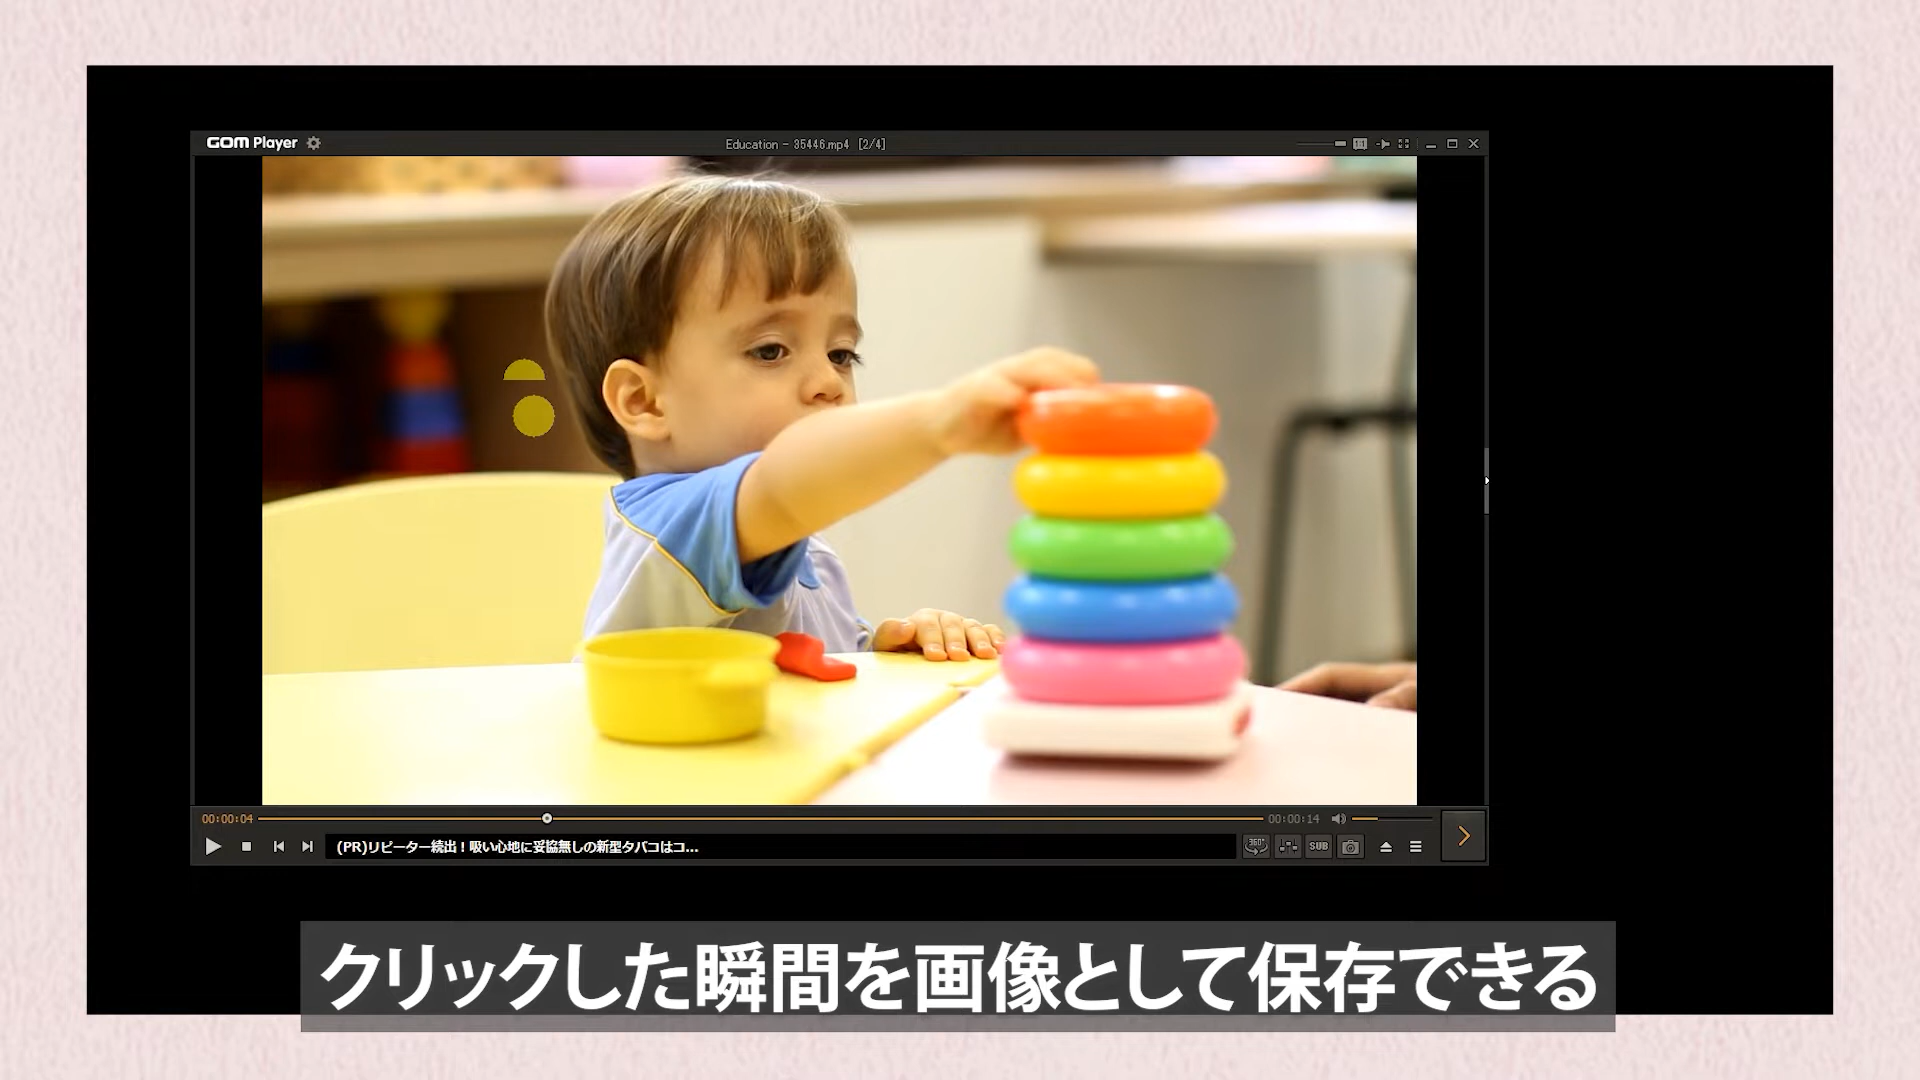 GOM Player
Education - 35446.mp4 [2/4]
00:00:04
00:00:14
(PR)リピーター続出！吸い心地に妥協無しの新型タバコはコ...
360°
SUB
クリックした瞬間を画像として保存できる